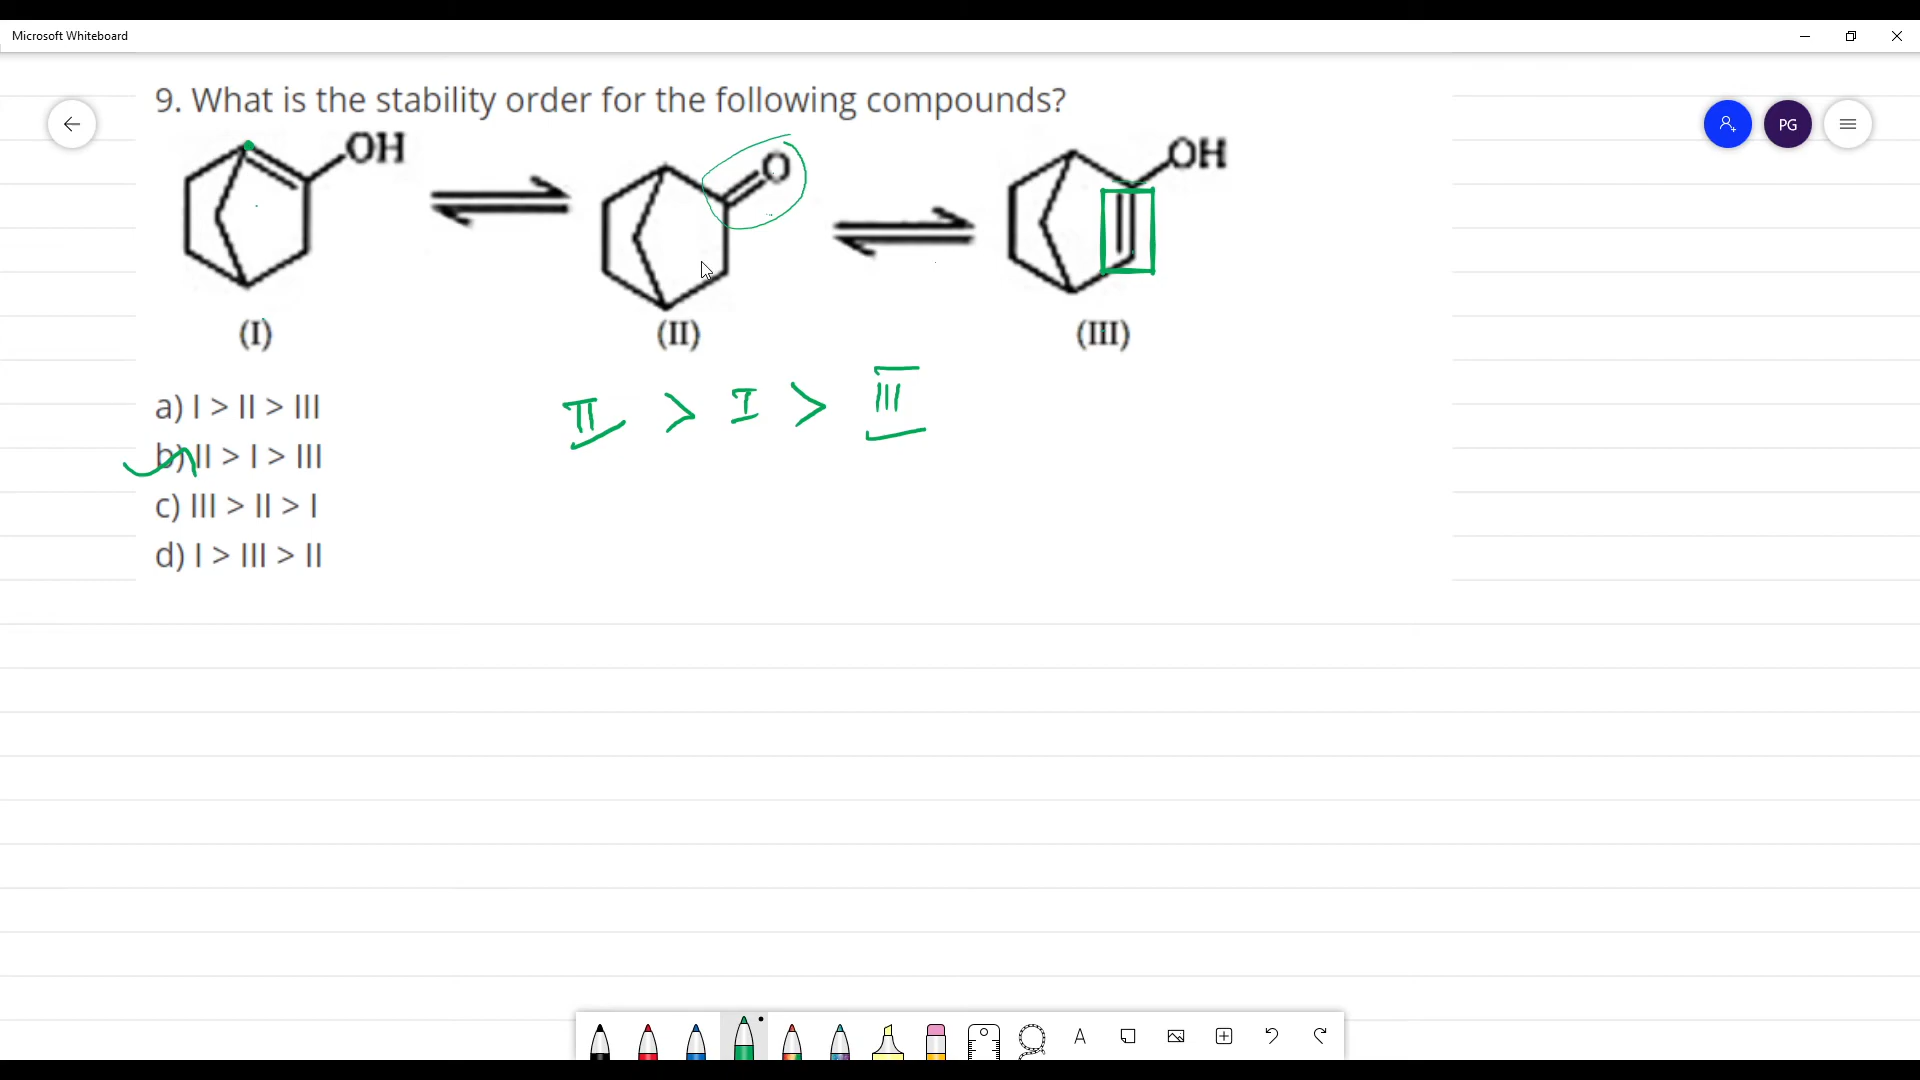 Microsoft Whiteboard
9. What is the stability order for the following compounds?
OH
O
OH
PG
(I)
(II)
(III)
a) I > II > III
II > I > III
b) II > I > III
c) III > II > I
d) I > III > II
A